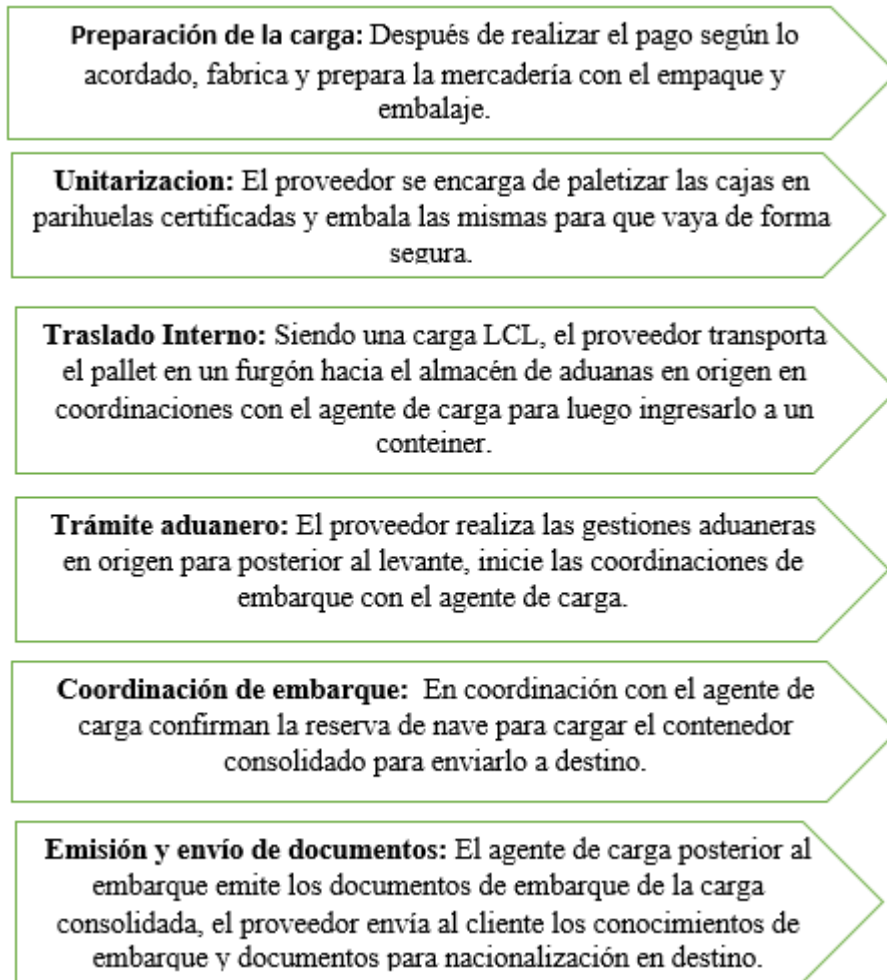 Preparación de la carga: Después de realizar el pago según lo
acordado, fabrica y prepara la mercadería con el empaque y
embalaje.
Unitarizacion: El proveedor se encarga de paletizar las cajas en
parihuelas certificadas y embala las mismas para que vaya de forma
segura.
Traslado Interno: Siendo una carga LCL, el proveedor transporta
el pallet en un furgón hacia el almacén de aduanas en origen en
coordinaciones con el agente de carga para luego ingresarlo a un
conteiner.
Trámite aduanero: El proveedor realiza las gestiones aduaneras
en origen para posterior al levante, inicie las coordinaciones de
embarque con el agente de carga.
Coordinación de embarque: En coordinación con el agente de
carga confirman la reserva de nave para cargar el contenedor
consolidado para enviarlo a destino.
Emisión y envío de documentos: El agente de carga posterior al
embarque emite los documentos de embarque de la carga
consolidada, el proveedor envía al cliente los conocimientos de
embarque y documentos para nacionalización en destino.